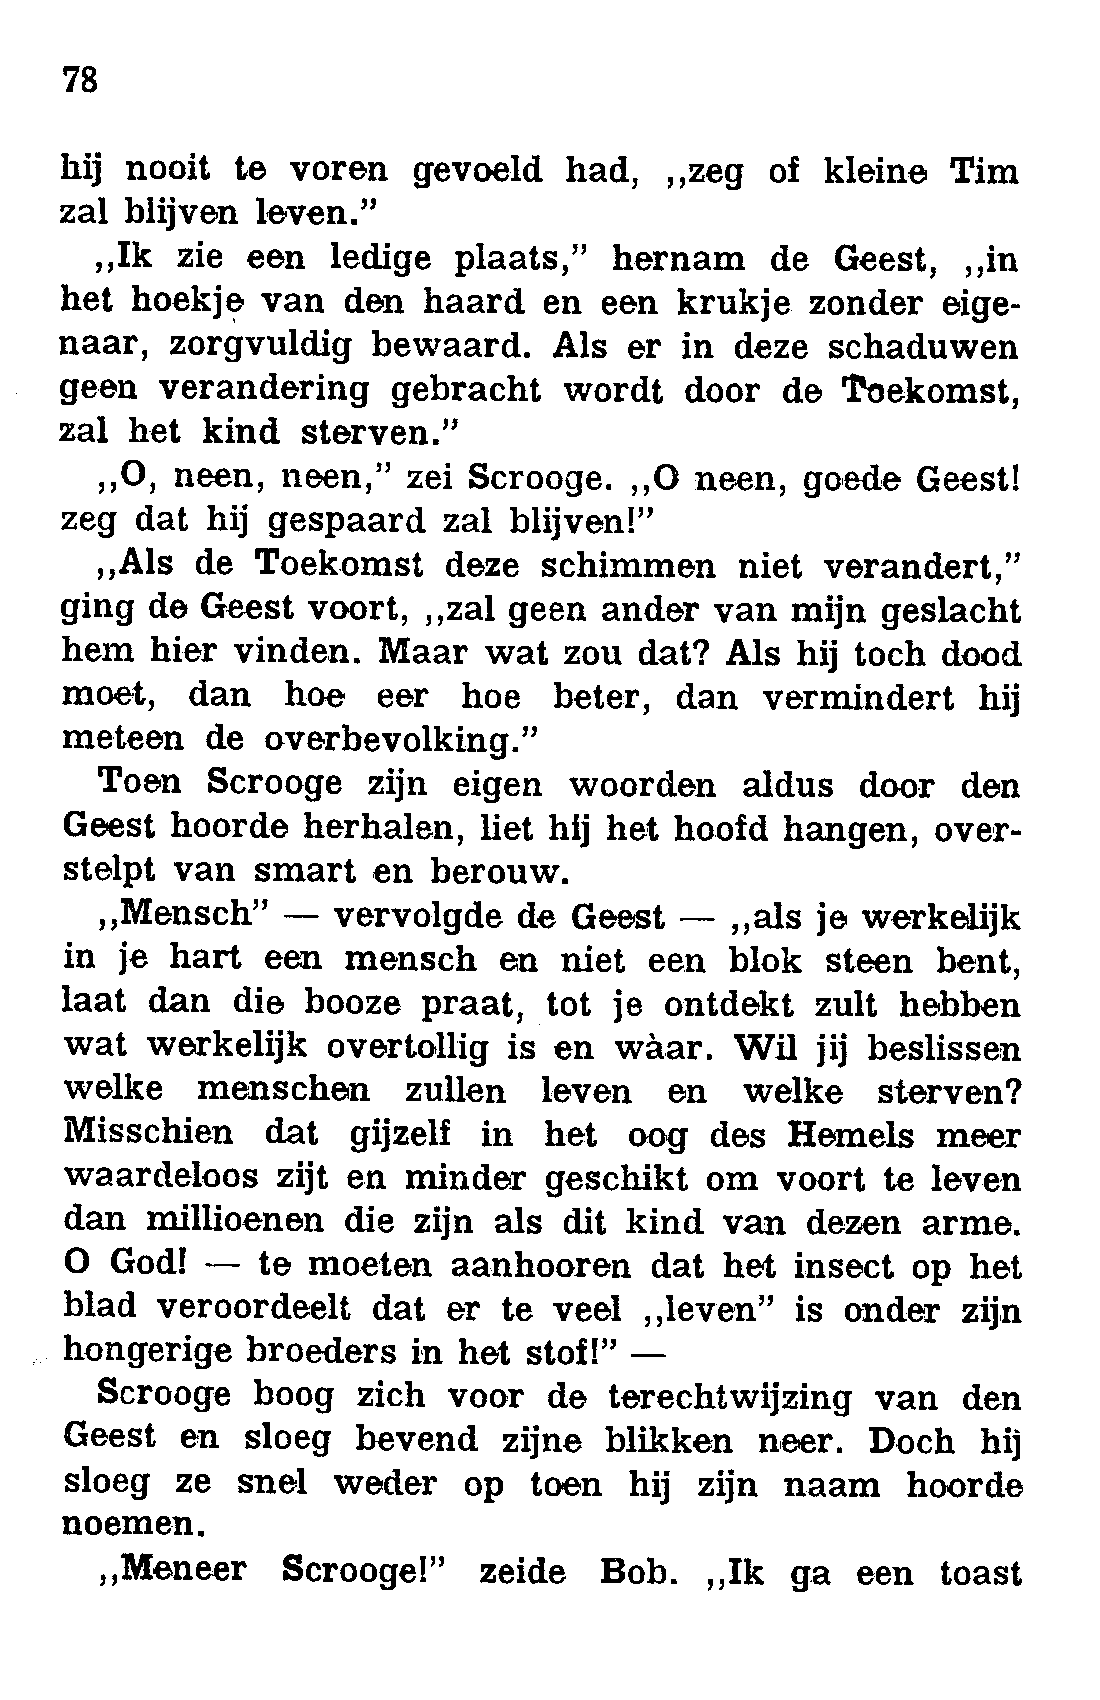 78
hij nooit te voren gevoeld had, ,,zeg of kleine Tim
zal blijven leven.”
,,Ik zie een ledige plaats,” hernam de Geest, ,,in
het hoekje van den haard en een krukje zonder eige-
naar, zorgvuldig bewaard. Als er in deze schaduwen
geen verandering gebracht wordt door de Toekomst,
zal het kind sterven.”
,,O, neen, neen,” zei Scrooge. ,,O neen, goede Geest!
zeg dat hij gespaard zal blijven!”
,,Als de Toekomst deze schimmen niet verandert,”
ging de Geest voort, ,,zal geen ander van mijn geslacht
hem hier vinden. Maar wat zou dat? Als hij toch dood
moet, dan hoe eer hoe beter, dan vermindert hij
meteen de overbevolking.”
Toen Scrooge zijn eigen woorden aldus door den
Geest hoorde herhalen, liet hij het hoofd hangen, over-
stelpt van smart en berouw.
,,Mensch” — vervolgde de Geest — ,,als je werkelijk
in je hart een mensch en niet een blok steen bent,
laat dan die booze praat, tot je ontdekt zult hebben
wat werkelijk overtollig is en wàar. Wil jij beslissen
welke menschen zullen leven en welke sterven?
Misschien dat gijzelf in het oog des Hemels meer
waardeloos zijt en minder geschikt om voort te leven
dan millioenen die zijn als dit kind van dezen arme.
O God! — te moeten aanhooren dat het insect op het
blad veroordeelt dat er te veel ,,leven” is onder zijn
hongerige broeders in het stof!” —
Scrooge boog zich voor de terechtwijzing van den
Geest en sloeg bevend zijne blikken neer. Doch hij
sloeg ze snel weder op toen hij zijn naam hoorde
noemen.
,,Meneer Scrooge!” zeide Bob. ,,Ik ga een toast